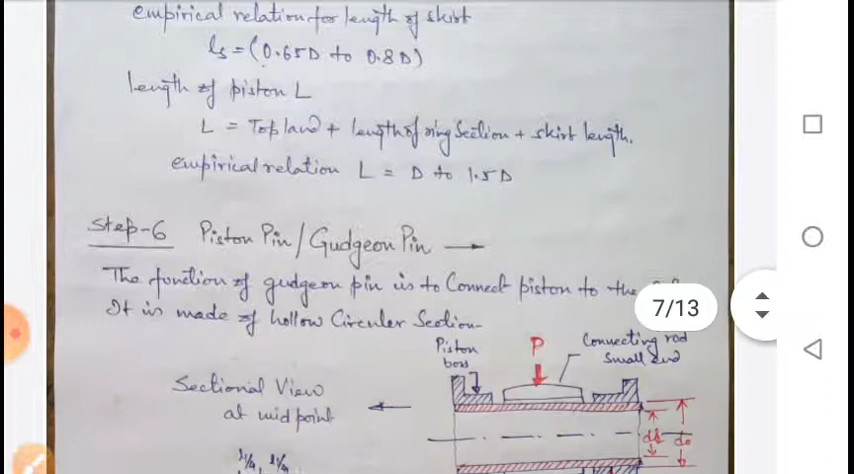 empirical relation for length of skirt
ls = (0.65D to 0.8D)
length of piston L
L = Top land + length of ring section + skirt length.
empirical relation L = D to 1.5D
Step-6 Piston Pin / Gudgeon Pin
The function of gudgeon pin is to Connect piston to the
It is made of hollow Circular Section-
7/13
Piston boss
P
Connecting rod
small end
Sectional View
at mid point
di do